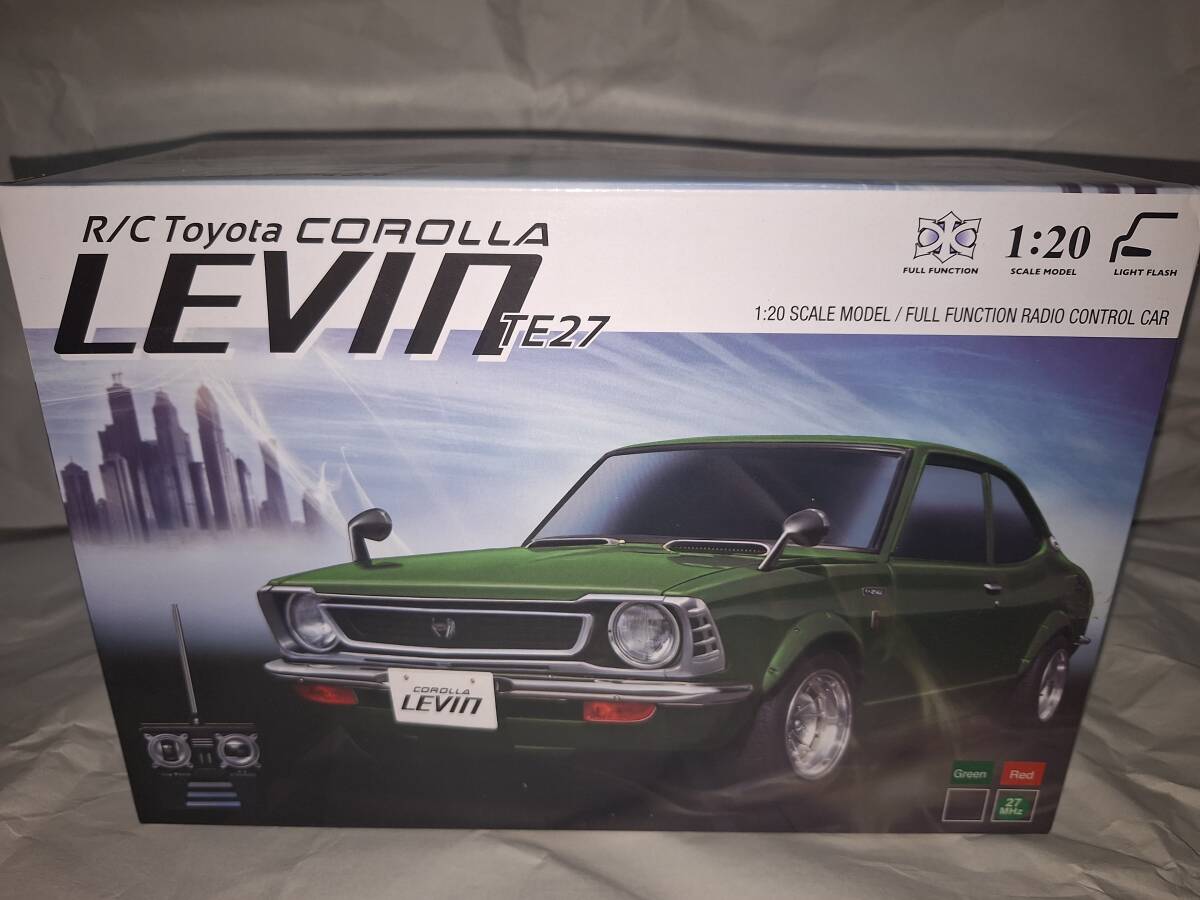 R/C Toyota COROLLA
LEVIN
TE27
FULL FUNCTION
1:20
SCALE MODEL
LIGHT FLASH
1:20 SCALE MODEL / FULL FUNCTION RADIO CONTROL CAR
COROLLA
LEVIN
Green
Red
27
MHz